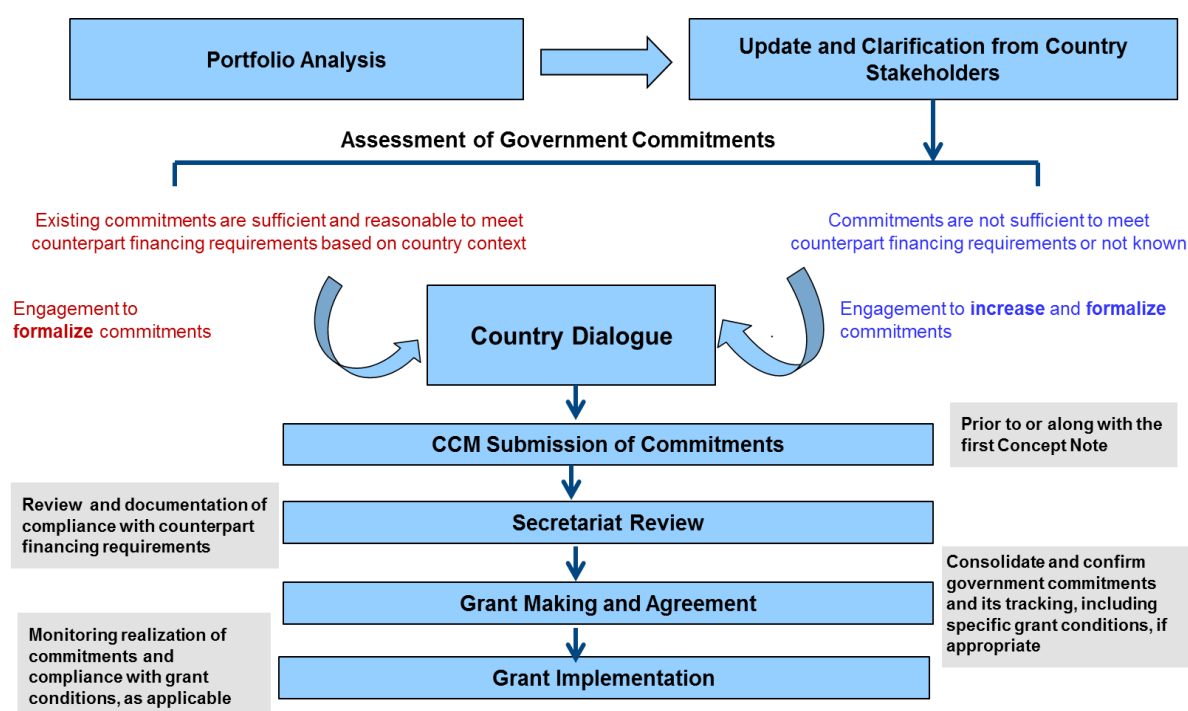 Portfolio Analysis
Update and Clarification from Country
Stakeholders
Assessment of Government Commitments
Existing commitments are sufficient and reasonable to meet
counterpart financing requirements based on country context
Commitments are not sufficient to meet
counterpart financing requirements or not known
Engagement to
formalize commitments
Country Dialogue
Engagement to increase and formalize
commitments
CCM Submission of Commitments
Prior to or along with the
first Concept Note
Review and documentation of
compliance with counterpart
financing requirements
Secretariat Review
Grant Making and Agreement
Consolidate and confirm
government commitments
and its tracking, including
specific grant conditions, if
appropriate
Monitoring realization of
commitments and
compliance with grant
conditions, as applicable
Grant Implementation